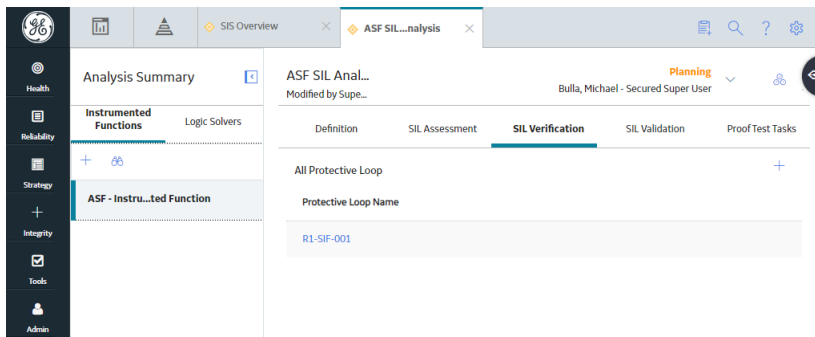 SIS Overview
ASF SIL...nalysis
?
Health
Reliability
Strategy
Integrity
Tools
Admin
Analysis Summary
Instrumented Functions
Logic Solvers
ASF - Instru...ted Function
ASF SIL Anal...
Modified by Supe...
Planning
Bulla, Michael - Secured Super User
Definition
SIL Assessment
SIL Verification
SIL Validation
Proof Test Tasks
All Protective Loop
Protective Loop Name
R1-SIF-001